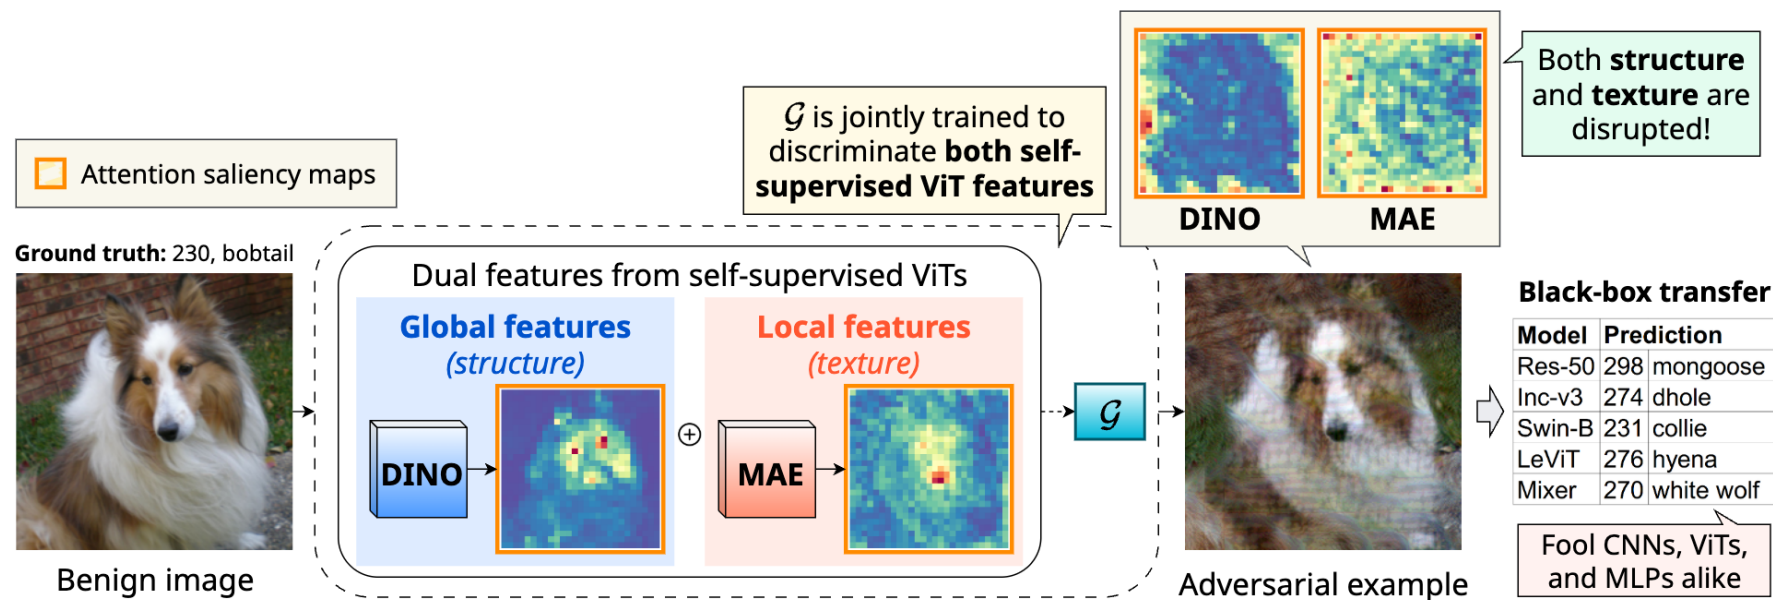 Attention saliency maps
Ground truth: 230, bobtail
Benign image
𝒢 is jointly trained to
discriminate both self-
supervised ViT features
Dual features from self-supervised ViTs
Global features
(structure)
DINO
⊕
Local features
(texture)
MAE
𝒢
DINO
MAE
Both structure
and texture are
disrupted!
Adversarial example
Black-box transfer
Model Prediction
Res-50 298 mongoose
Inc-v3 274 dhole
Swin-B 231 collie
LeViT 276 hyena
Mixer 270 white wolf
Fool CNNs, ViTs,
and MLPs alike